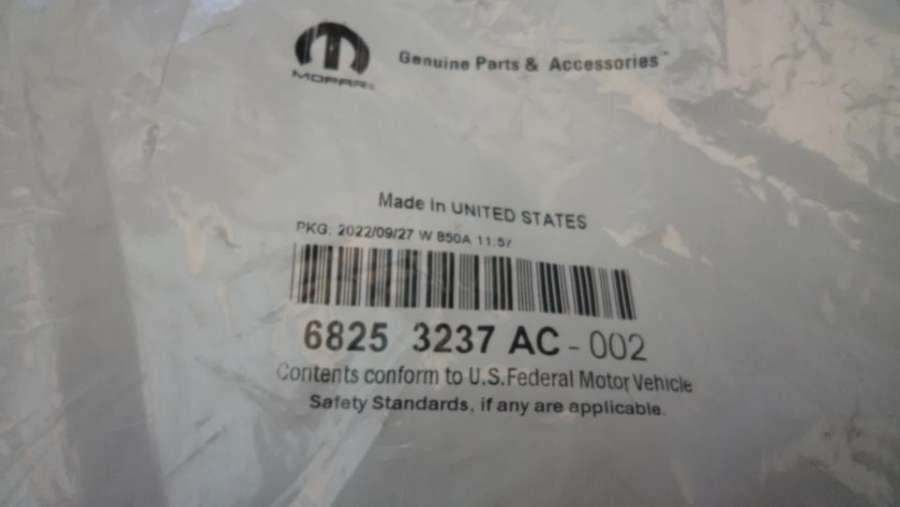 MOPAR
Genuine Parts & Accessories
Made In UNITED STATES
PKG. 2022/09/27 W 850A 11:57
6825 3237 AC - 002
Contents conform to U.S.Federal Motor Vehicle
Safety Standards, if any are applicable.